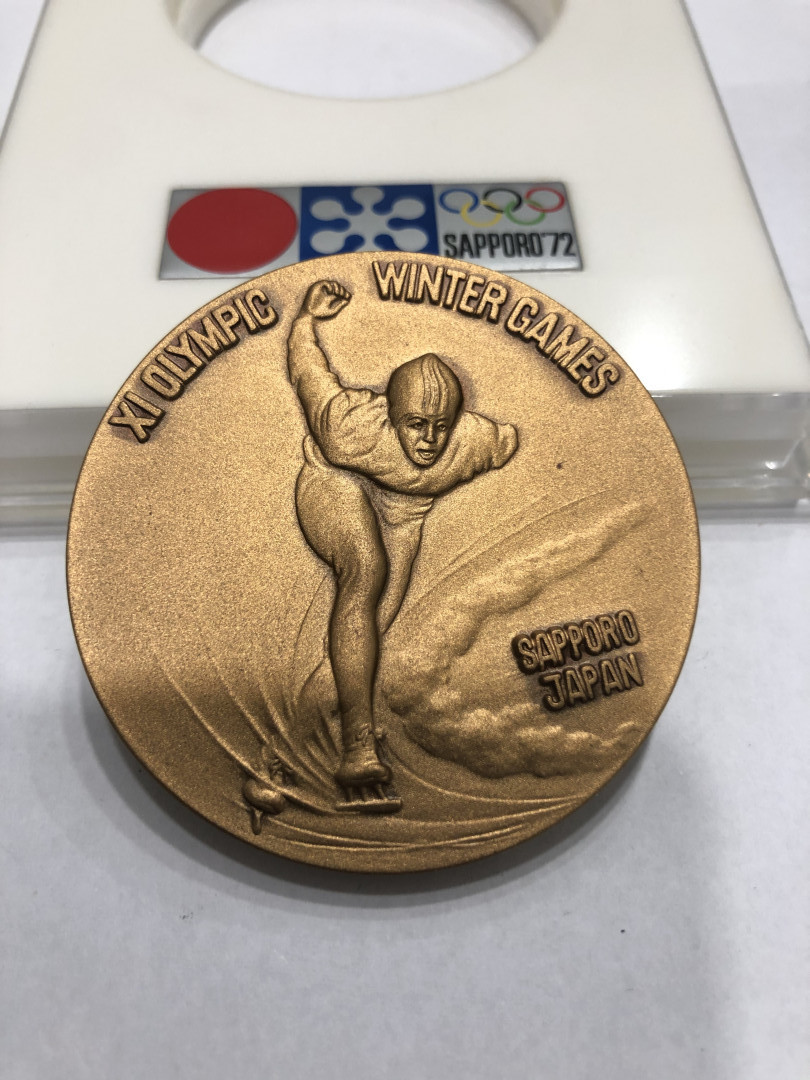 SAPPORO'72
XI OLYMPIC WINTER GAMES
SAPPORO
JAPAN